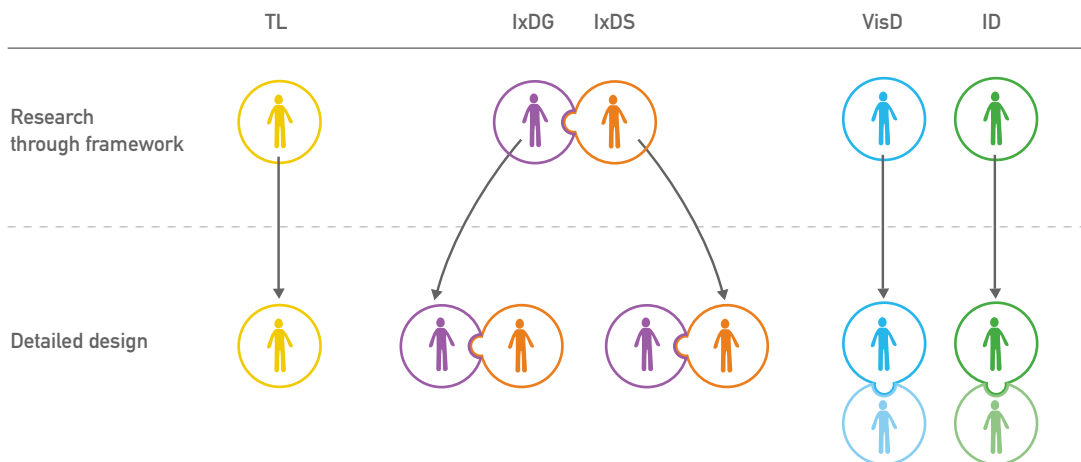 TL IxDG IxDS VisD ID
Research
through framework
Detailed design